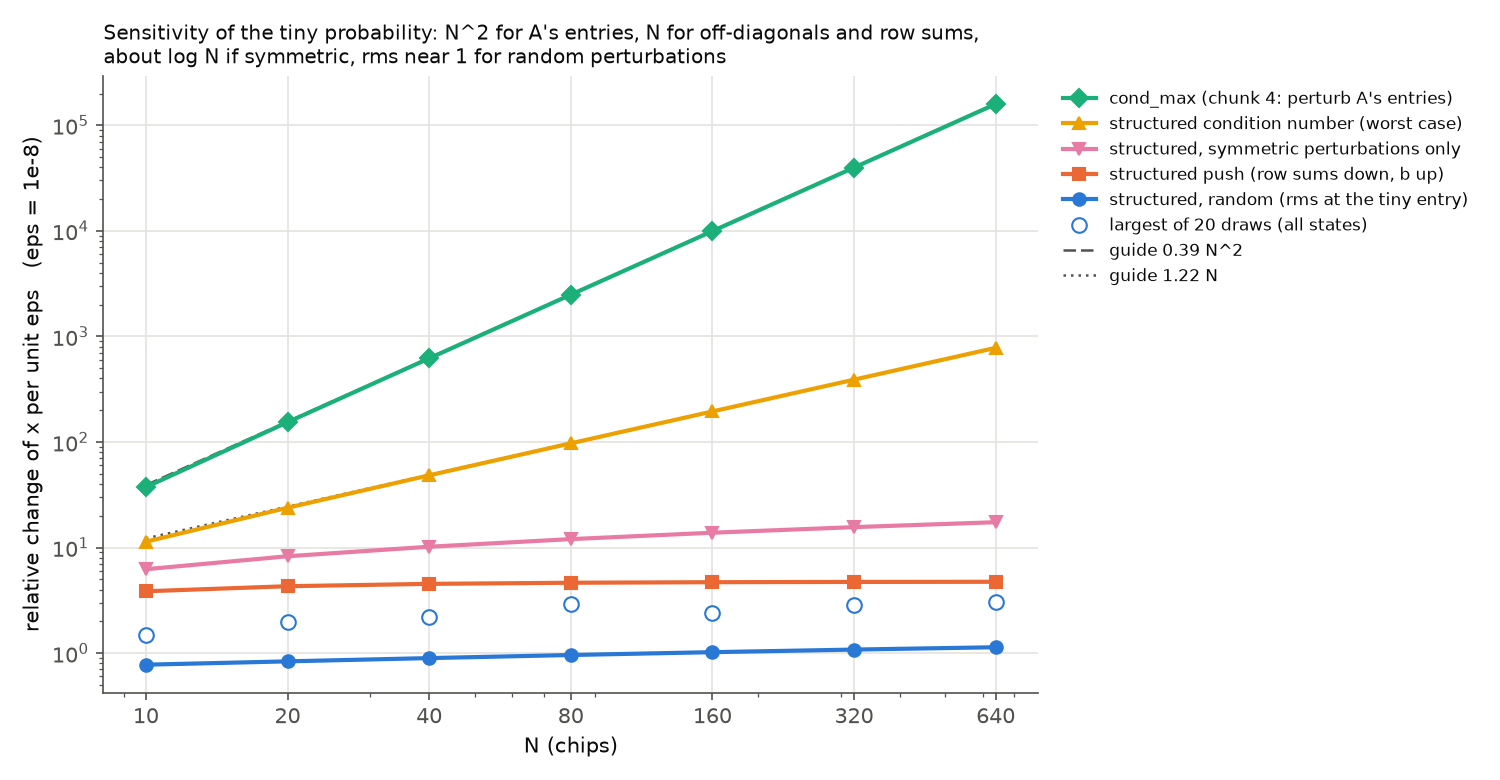 Sensitivity of the tiny probability: N^2 for A's entries, N for off-diagonals and row sums,
about log N if symmetric, rms near 1 for random perturbations
relative change of x per unit eps   (eps = 1e-8)
10^5
10^4
10^3
10^2
10^1
10^0
10 20 40 80 160 320 640
N (chips)
cond_max (chunk 4: perturb A's entries)
structured condition number (worst case)
structured, symmetric perturbations only
structured push (row sums down, b up)
structured, random (rms at the tiny entry)
largest of 20 draws (all states)
guide 0.39 N^2
guide 1.22 N